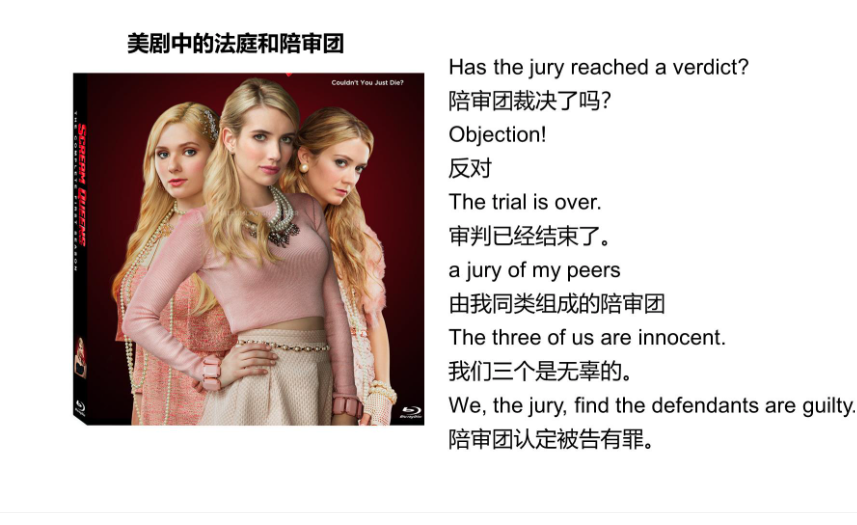 美剧中的法庭和陪审团
Couldn't You Just Die?
SCREAM QUEENS
THE COMPLETE FIRST SEASON
Has the jury reached a verdict?
陪审团裁决了吗?
Objection!
反对
The trial is over.
审判已经结束了。
a jury of my peers
由我同类组成的陪审团
The three of us are innocent.
我们三个是无辜的。
We, the jury, find the defendants are guilty.
陪审团认定被告有罪。